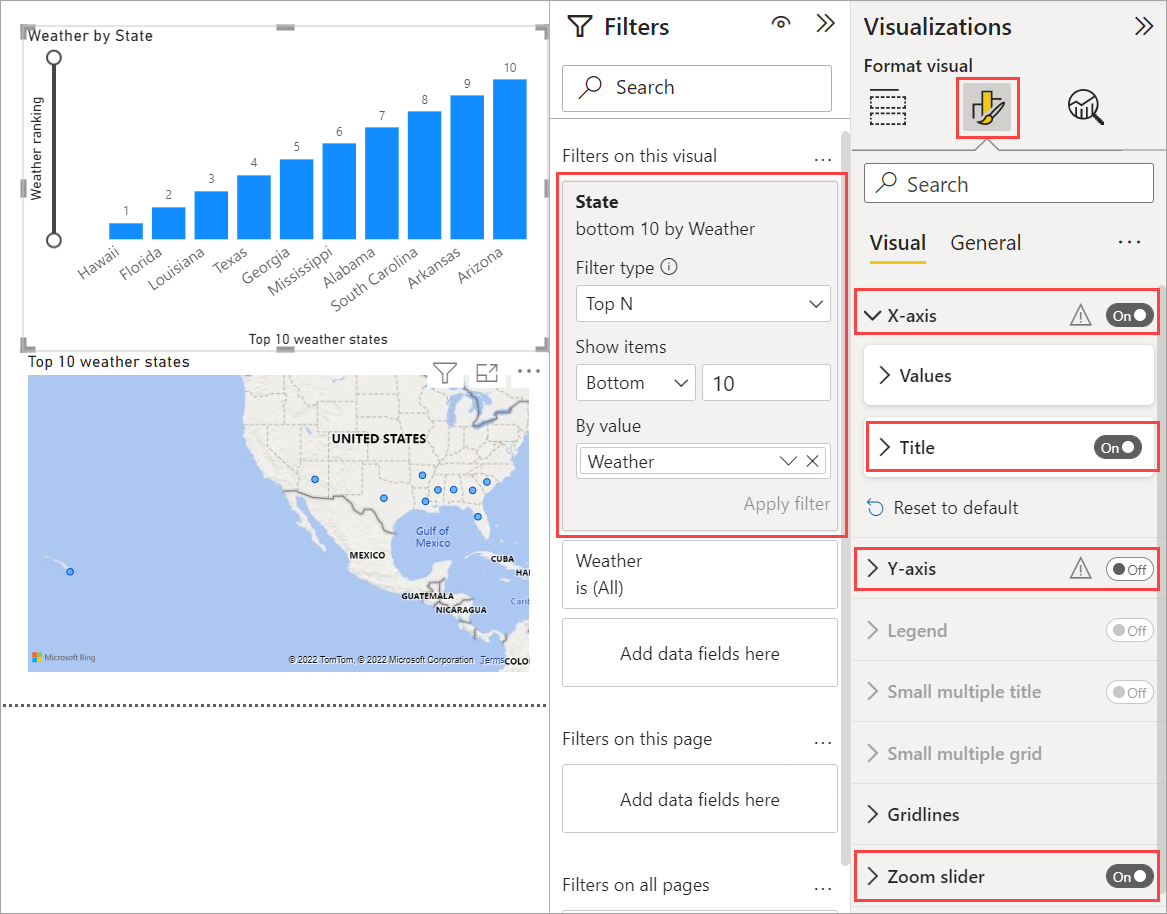 Weather by State
Weather ranking
1
2
3
4
5
6
7
8
9
10
Hawaii
Florida
Louisiana
Texas
Georgia
Mississippi
Alabama
South Carolina
Arkansas
Arizona
Top 10 weather states
Top 10 weather states
UNITED STATES
Gulf of
Mexico
MEXICO
CUBA
HAI
GUATEMALA
Carib
NICARAGUA
Microsoft Bing
© 2022 TomTom, © 2022 Microsoft Corporation Terms
COLO
Filters
Search
Filters on this visual
...
State
bottom 10 by Weather
Filter type
Top N
Show items
Bottom
10
By value
Weather
Apply filter
Weather
is (All)
Add data fields here
Filters on this page
...
Add data fields here
Filters on all pages
...
Visualizations
Format visual
Search
Visual
General
...
X-axis
On
Values
Title
On
Reset to default
Y-axis
Off
Legend
Off
Small multiple title
Off
Small multiple grid
Gridlines
Zoom slider
On